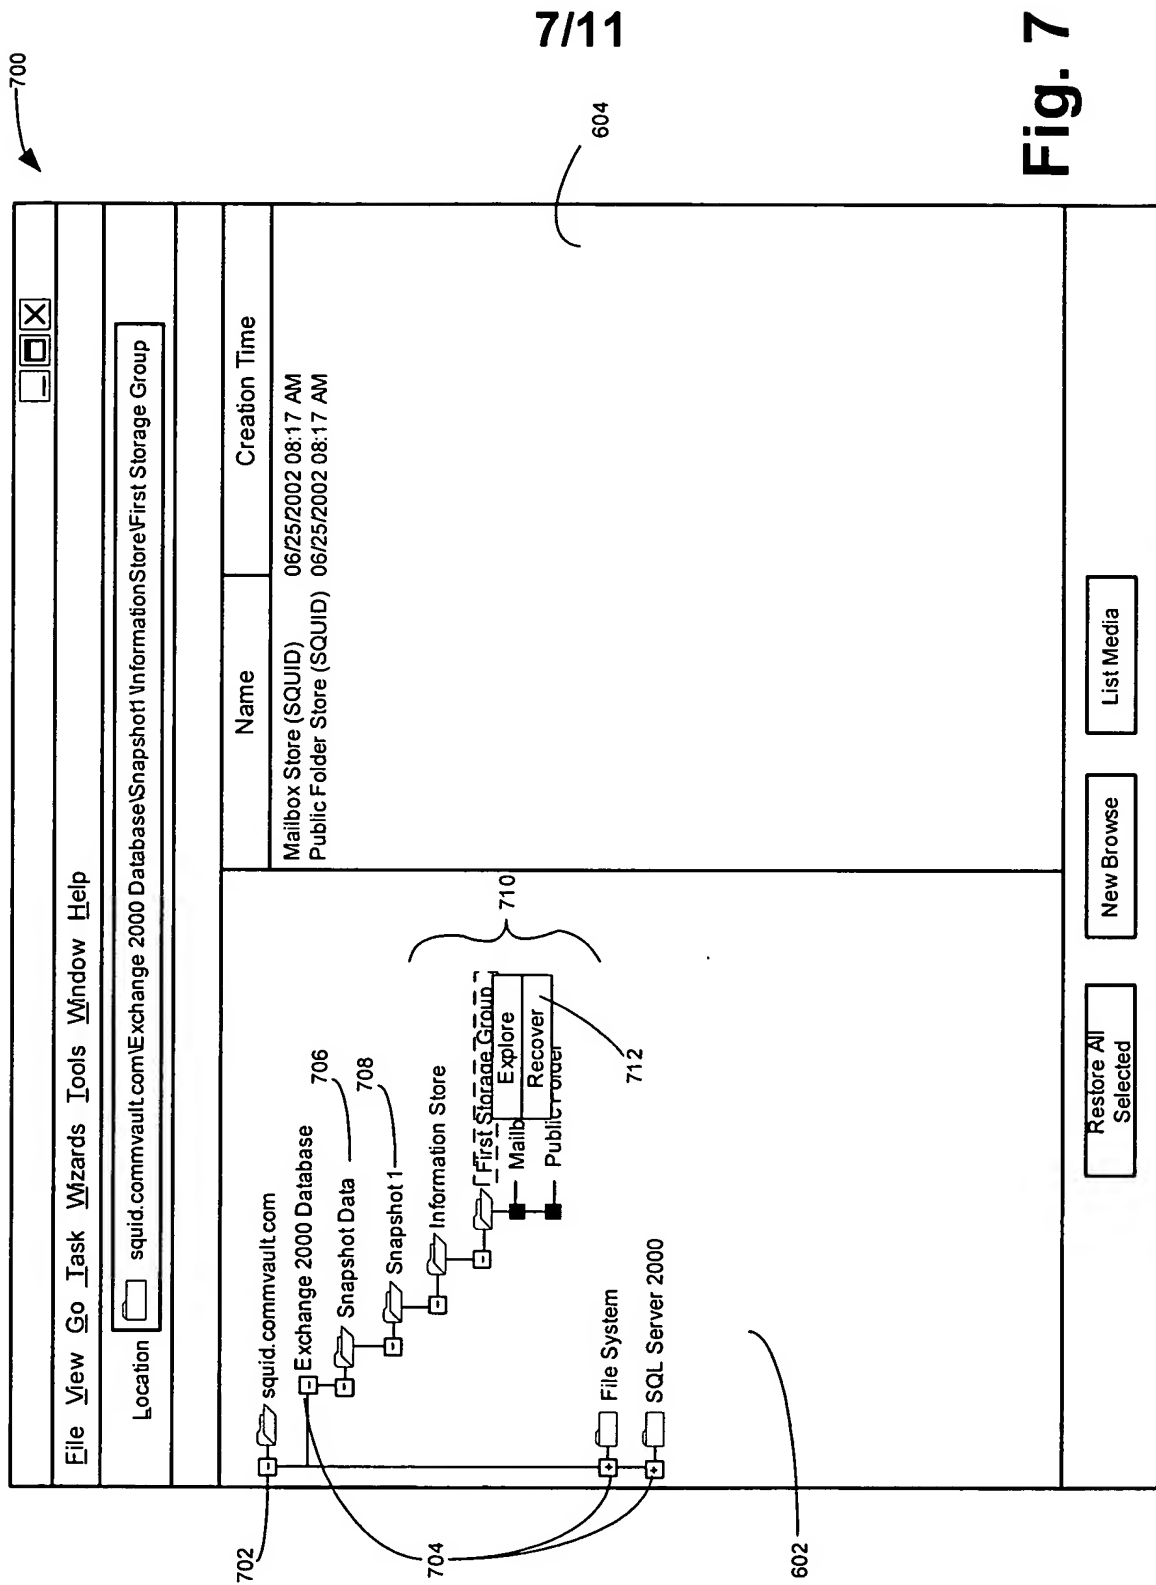 7/11
700
File View Go Task Wizards Tools Window Help
Location squid.commvault.com\Exchange 2000 Database\Snapshot1\InformationStore\First Storage Group
Name Creation Time
Mailbox Store (SQUID) 06/25/2002 08:17 AM
Public Folder Store (SQUID) 06/25/2002 08:17 AM
604
702
squid.commvault.com
704
Exchange 2000 Database
706
Snapshot Data
708
Snapshot 1
Information Store
710
First Storage Group
Explore
Mailb
Recover
Public Folder
712
File System
SQL Server 2000
602
Restore All
Selected
New Browse
List Media
Fig. 7